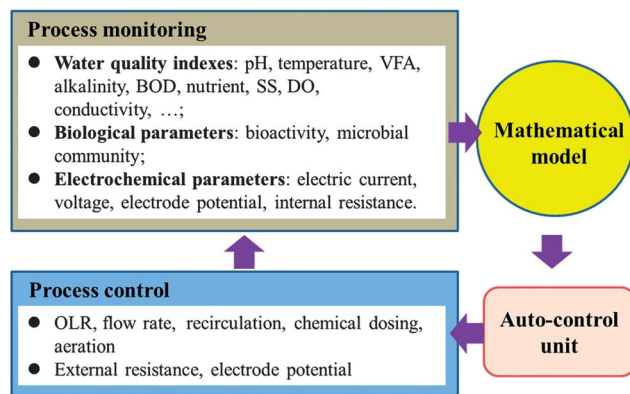 Process monitoring
● Water quality indexes: pH, temperature, VFA,
alkalinity, BOD, nutrient, SS, DO,
conductivity, …;
● Biological parameters: bioactivity, microbial
community;
● Electrochemical parameters: electric current,
voltage, electrode potential, internal resistance.
Mathematical
model
Auto-control
unit
Process control
● OLR, flow rate, recirculation, chemical dosing,
aeration
● External resistance, electrode potential